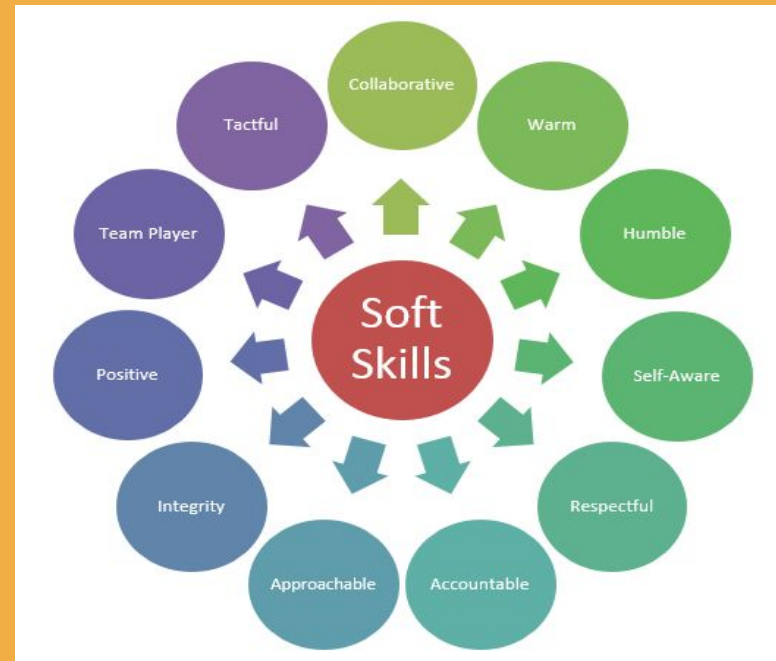 Soft
Skills
Collaborative
Warm
Humble
Self-Aware
Respectful
Accountable
Approachable
Integrity
Positive
Team Player
Tactful